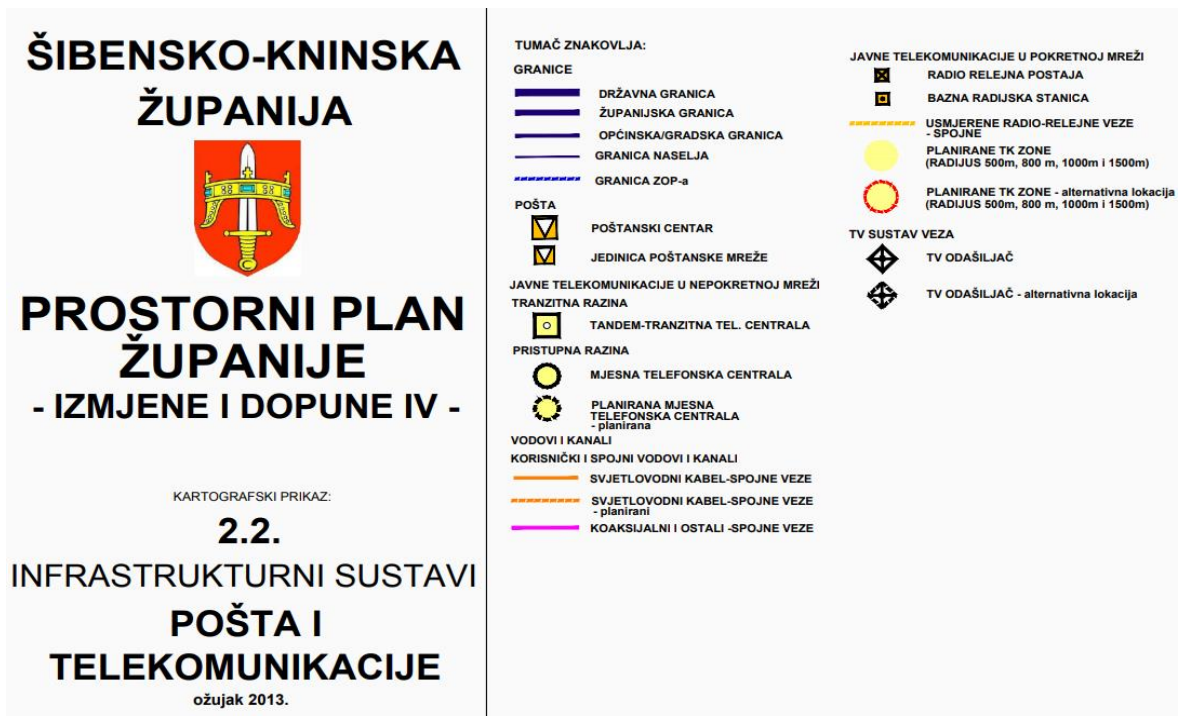 ŠIBENSKO-KNINSKA
ŽUPANIJA
PROSTORNI PLAN
ŽUPANIJE
- IZMJENE I DOPUNE IV -
KARTOGRAFSKI PRIKAZ:
2.2.
INFRASTRUKTURNI SUSTAVI
POŠTA I
TELEKOMUNIKACIJE
ožujak 2013.
TUMAČ ZNAKOVLJA:
GRANICE
DRŽAVNA GRANICA
ŽUPANIJSKA GRANICA
OPĆINSKA/GRADSKA GRANICA
GRANICA NASELJA
GRANICA ZOP-a
POŠTA
POŠTANSKI CENTAR
JEDINICA POŠTANSKE MREŽE
JAVNE TELEKOMUNIKACIJE U NEPOKRETNOJ MREŽI
TRANZITNA RAZINA
TANDEM-TRANZITNA TEL. CENTRALA
PRISTUPNA RAZINA
MJESNA TELEFONSKA CENTRALA
PLANIRANA MJESNA
TELEFONSKA CENTRALA
- planirana
VODOVI I KANALI
KORISNIČKI I SPOJNI VODOVI I KANALI
SVJETLOVODNI KABEL-SPOJNE VEZE
SVJETLOVODNI KABEL-SPOJNE VEZE
- planirani
KOAKSIJALNI I OSTALI -SPOJNE VEZE
JAVNE TELEKOMUNIKACIJE U POKRETNOJ MREŽI
RADIO RELEJNA POSTAJA
BAZNA RADIJSKA STANICA
USMJERENE RADIO-RELEJNE VEZE
- SPOJNE
PLANIRANE TK ZONE
(RADIJUS 500m, 800 m, 1000m i 1500m)
PLANIRANE TK ZONE - alternativna lokacija
(RADIJUS 500m, 800 m, 1000m i 1500m)
TV SUSTAV VEZA
TV ODAŠILJAČ
TV ODAŠILJAČ - alternativna lokacija